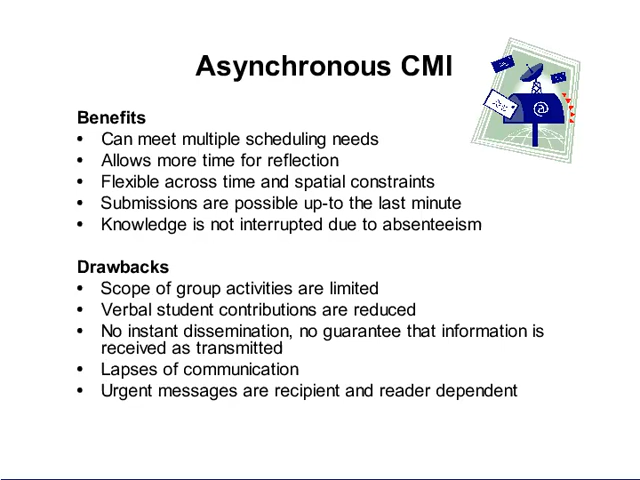 Asynchronous CMI
@
Benefits
• Can meet multiple scheduling needs
• Allows more time for reflection
• Flexible across time and spatial constraints
• Submissions are possible up-to the last minute
• Knowledge is not interrupted due to absenteeism
Drawbacks
• Scope of group activities are limited
• Verbal student contributions are reduced
• No instant dissemination, no guarantee that information is
received as transmitted
• Lapses of communication
• Urgent messages are recipient and reader dependent